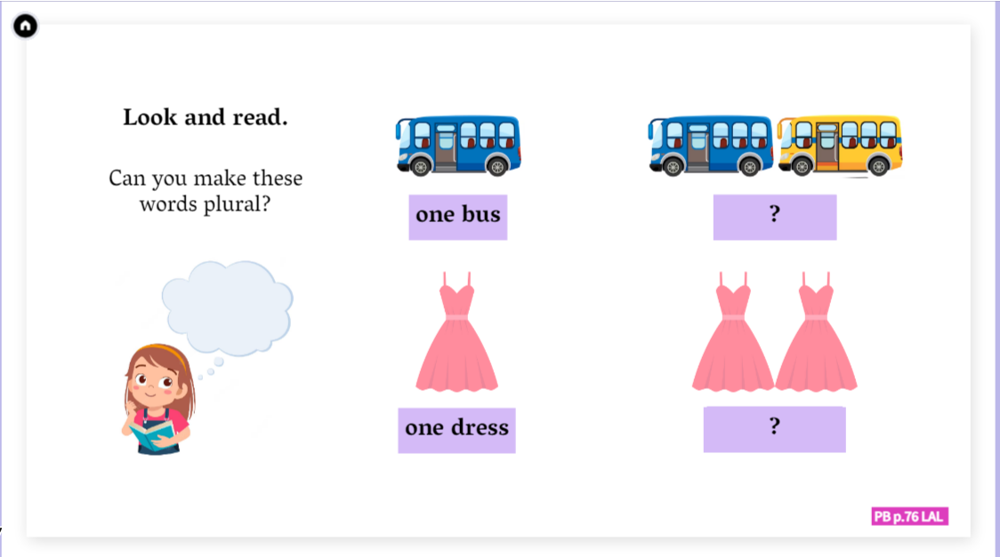 Look and read.
Can you make these
words plural?
one bus
?
one dress
?
PB p.76 LAL